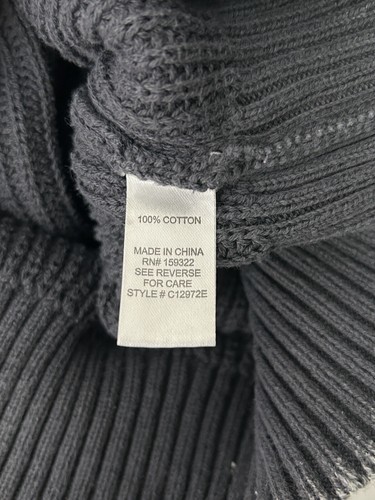 100% COTTON
MADE IN CHINA
RN# 159322
SEE REVERSE
FOR CARE
STYLE # C12972E